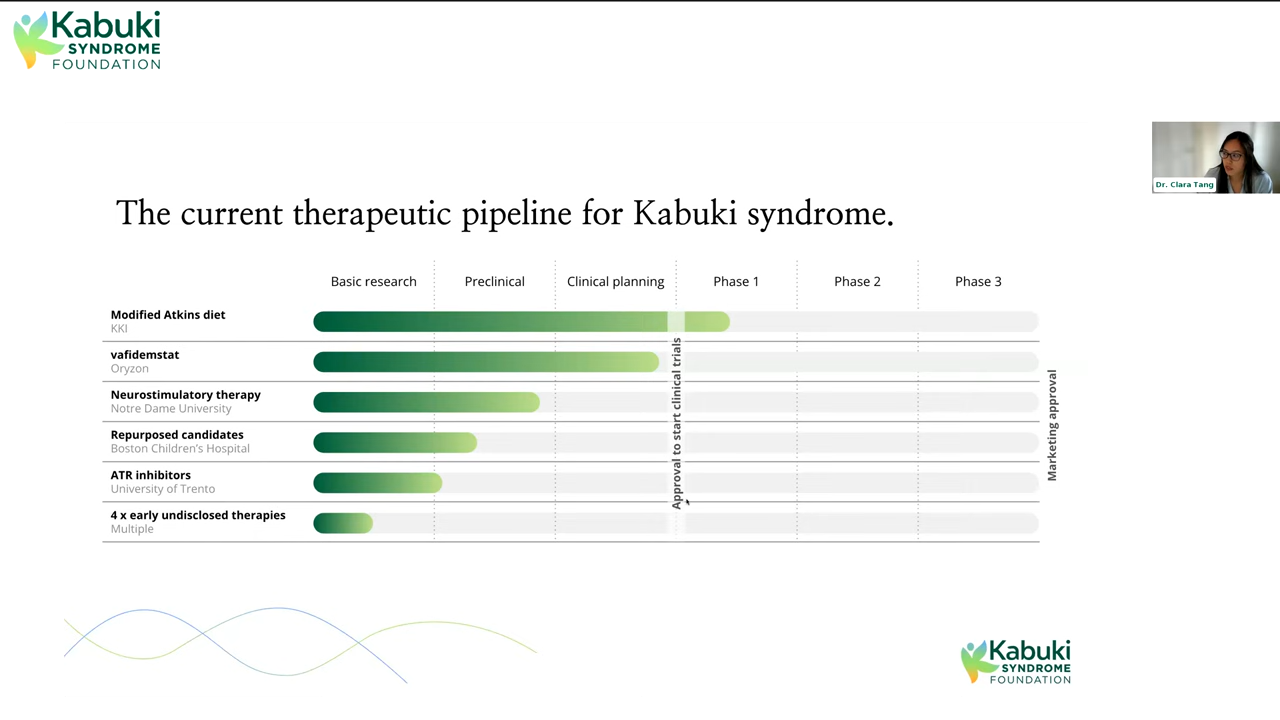 Kabuki
SYNDROME
FOUNDATION
Dr. Clara Tang
The current therapeutic pipeline for Kabuki syndrome.
Basic research
Preclinical
Clinical planning
Phase 1
Phase 2
Phase 3
Modified Atkins diet
KKI
vafidemstat
Oryzon
Neurostimulatory therapy
Notre Dame University
Repurposed candidates
Boston Children's Hospital
ATR inhibitors
University of Trento
4 x early undisclosed therapies
Multiple
Approval to start clinical trials
Marketing approval
Kabuki
SYNDROME
FOUNDATION